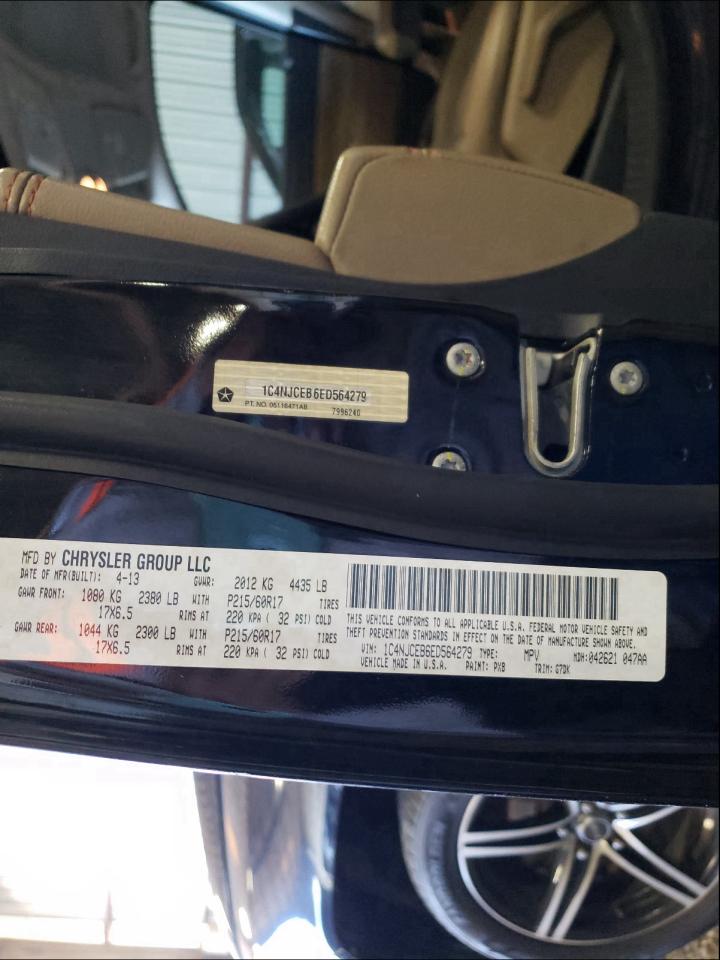 1C4NJCEB6ED564279
PT. NO. 05116471AB
7996240
MFD BY CHRYSLER GROUP LLC
DATE OF MFR(BUILT): 4-13 GVWR: 2012 KG 4435 LB
GAWR FRONT: 1080 KG 2380 LB WITH P215/60R17 TIRES
17X6.5 RIMS AT 220 KPA ( 32 PSI) COLD
GAWR REAR: 1044 KG 2300 LB WITH P215/60R17 TIRES
17X6.5 RIMS AT 220 KPA ( 32 PSI) COLD
THIS VEHICLE CONFORMS TO ALL APPLICABLE U.S.A. FEDERAL MOTOR VEHICLE SAFETY AND
THEFT PREVENTION STANDARDS IN EFFECT ON THE DATE OF MANUFACTURE SHOWN ABOVE.
VIN: 1C4NJCEB6ED564279 TYPE: MPV MDH:042621 047AA
VEHICLE MADE IN U.S.A. PAINT: PXB TRIM: G7DK